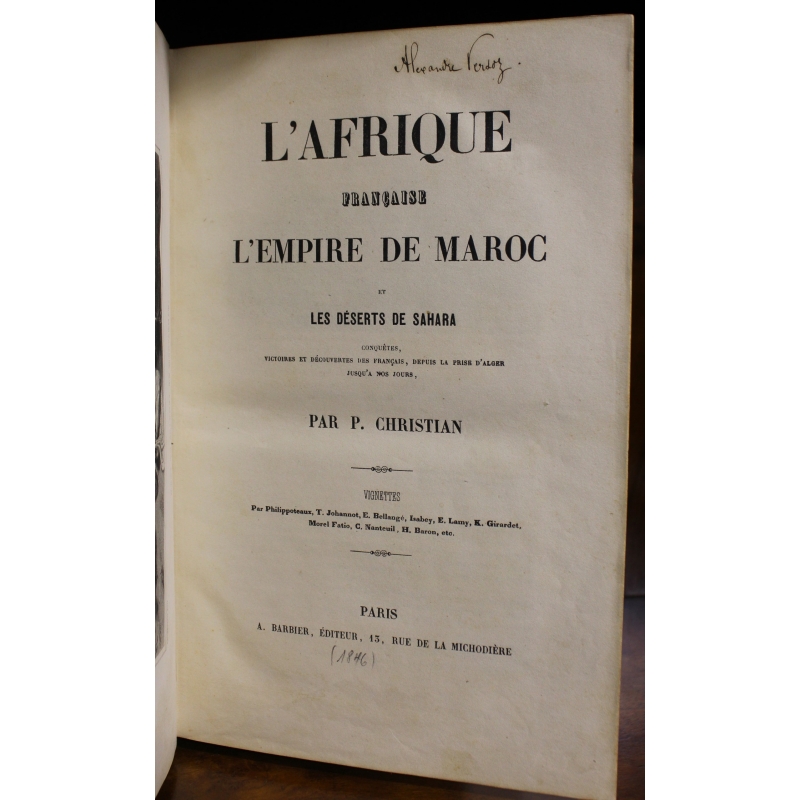 Alexandre Verdoz.
L'AFRIQUE
FRANÇAISE
L'EMPIRE DE MAROC
ET
LES DÉSERTS DE SAHARA
CONQUÊTES,
VICTOIRES ET DÉCOUVERTES DES FRANÇAIS, DEPUIS LA PRISE D'ALGER
JUSQU'A NOS JOURS,
PAR P. CHRISTIAN
VIGNETTES
Par Philippoteaux, T. Johannot, E. Bellangé, Isabey, E. Lamy, K. Girardet,
Morel Fatio, C. Nanteuil, H. Baron, etc.
PARIS
A. BARBIER, ÉDITEUR, 13, RUE DE LA MICHODIÈRE
(1846)